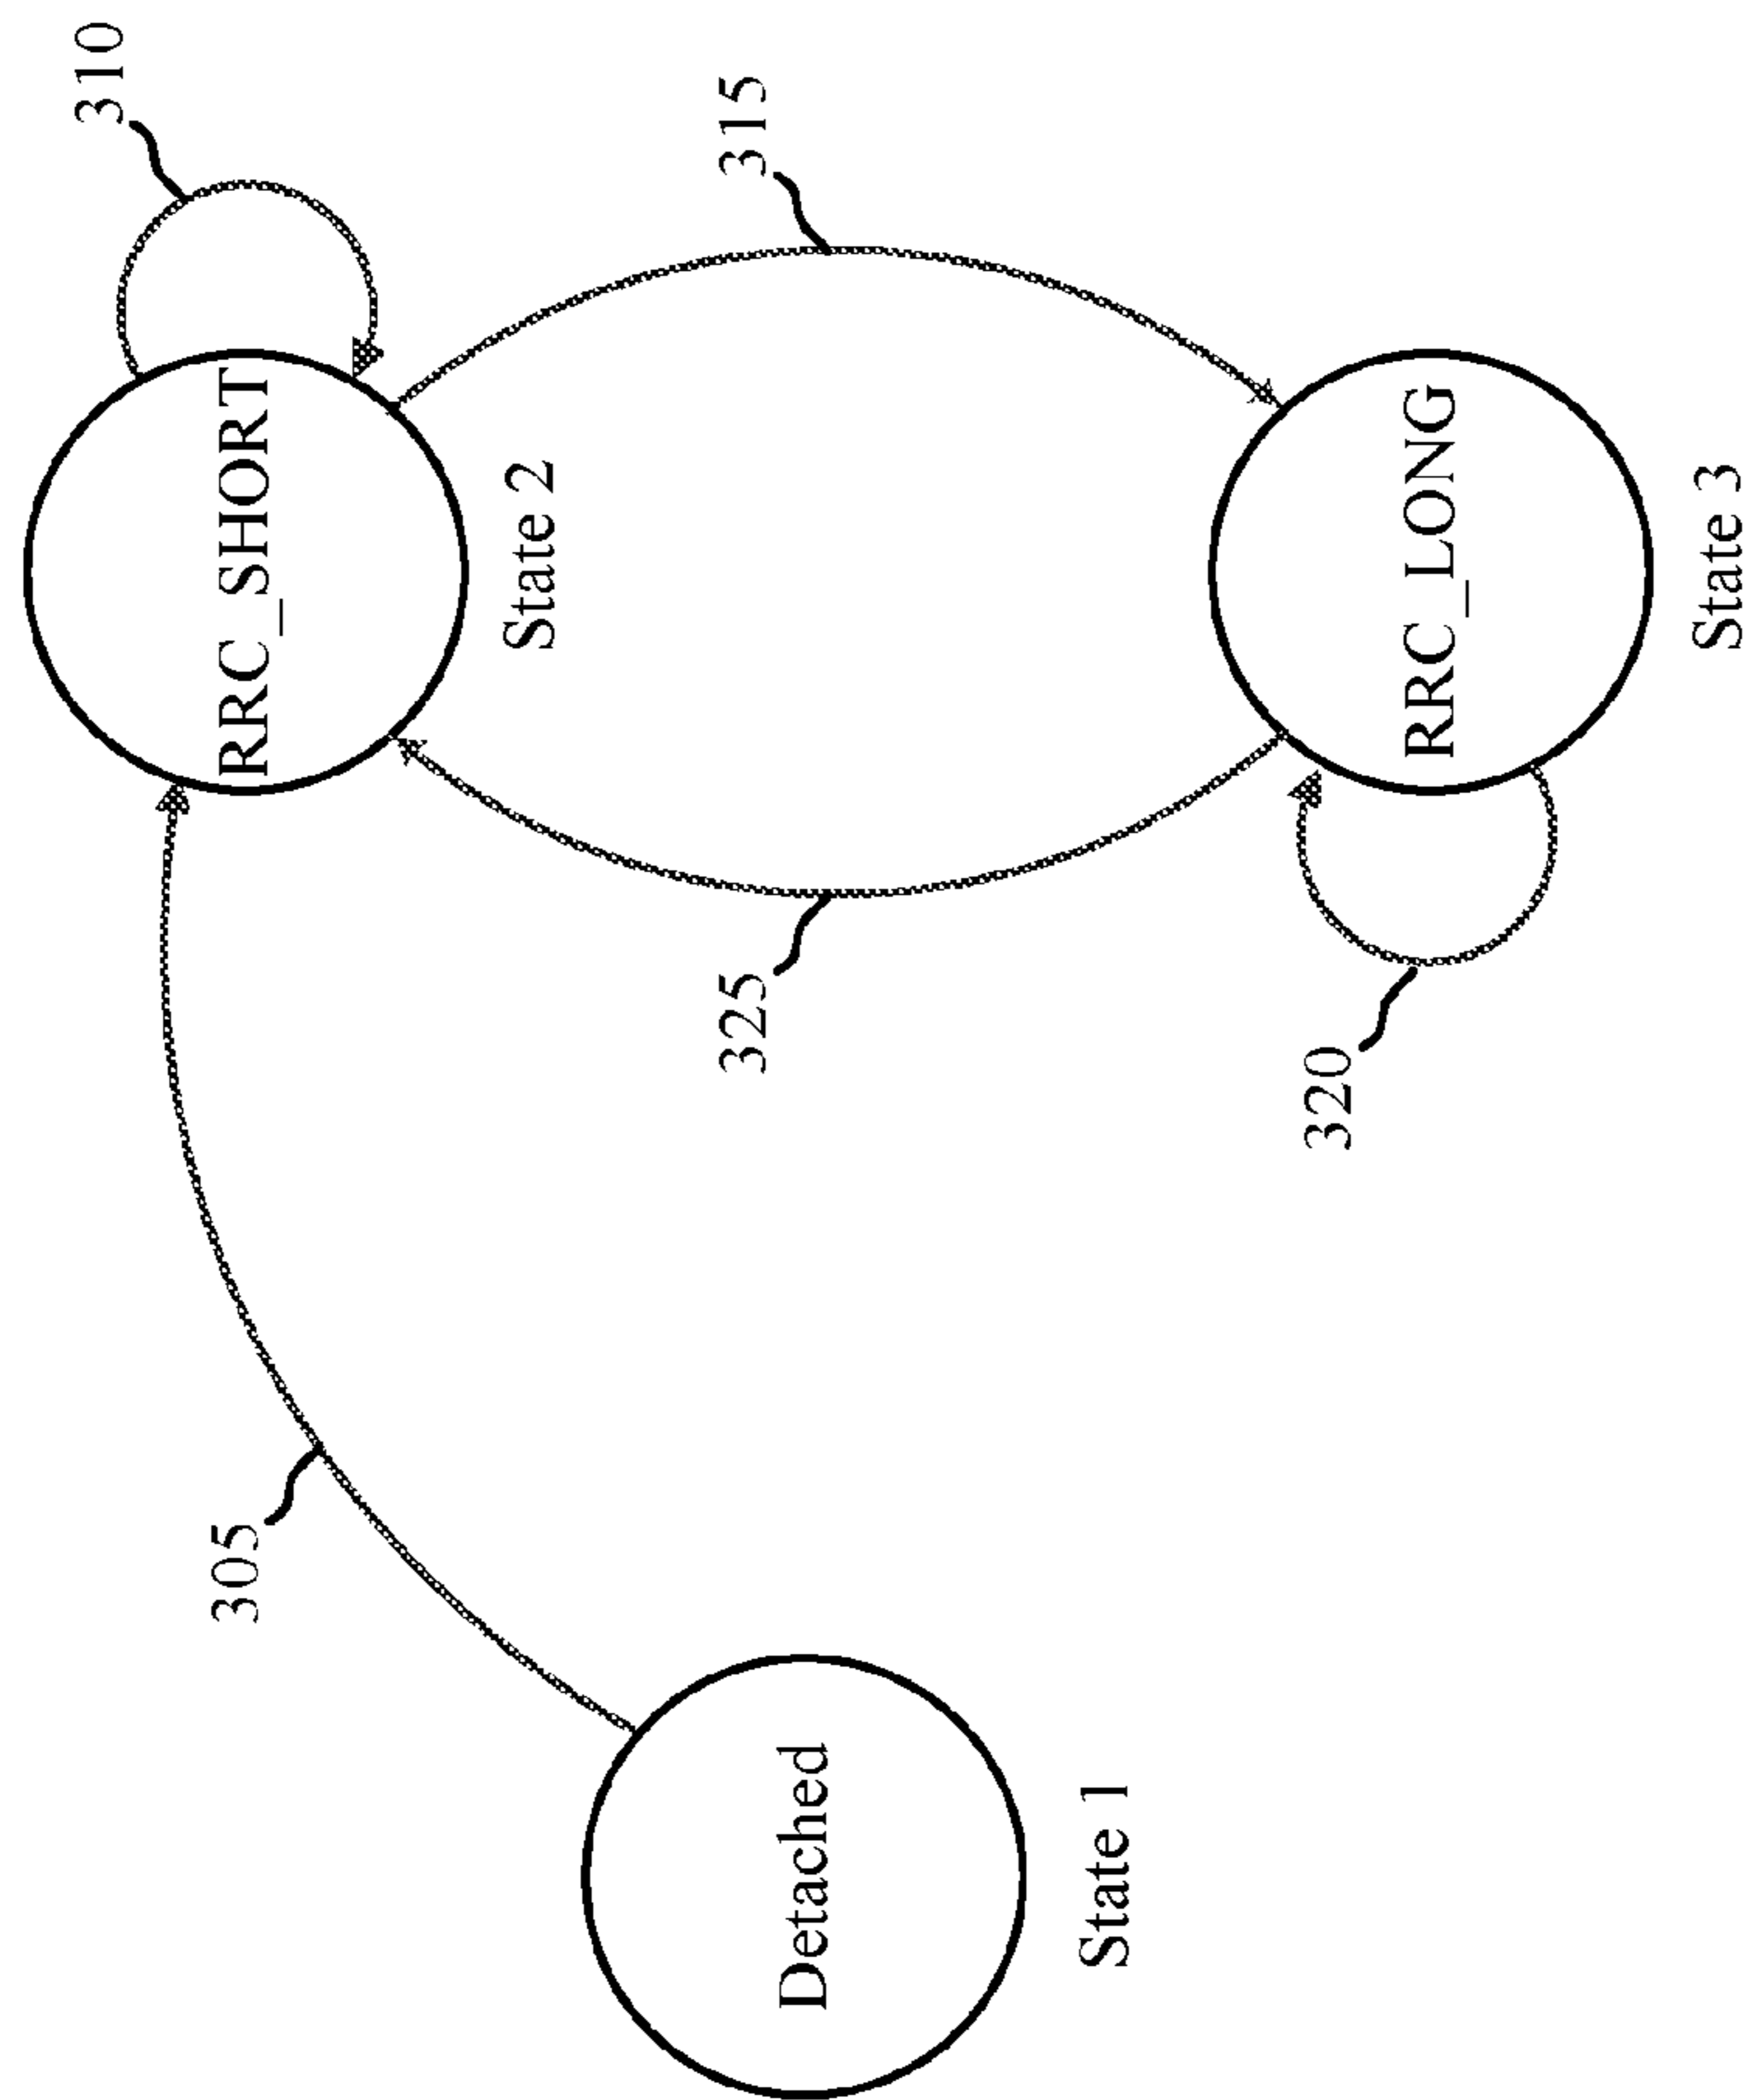 310
RRC_SHORT
State 2
315
305
325
Detached
State 1
RRC_LONG
State 3
320